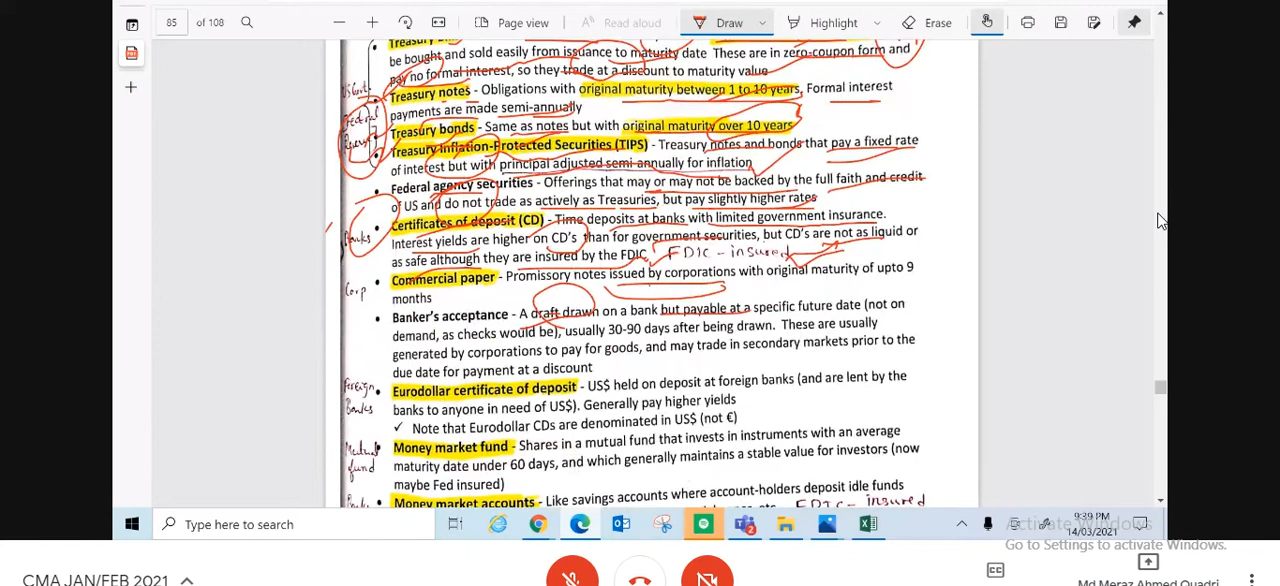 85 of 108 Page view Read aloud Draw Highlight Erase
be bought and sold easily from issuance to maturity date These are in zero-coupon form and
pay no formal interest, so they trade at a discount to maturity value
Treasury notes - Obligations with original maturity between 1 to 10 years, Formal interest
payments are made semi-annually
Federal
Reserve
Treasury bonds - Same as notes but with original maturity over 10 years
Treasury Inflation-Protected Securities (TIPS) - Treasury notes and bonds that pay a fixed rate
of interest but with principal adjusted semi annually for inflation
Federal agency securities - Offerings that may or may not be backed by the full faith and credit
of US and do not trade as actively as Treasuries, but pay slightly higher rates
Banks
Certificates of deposit (CD) - Time deposits at banks with limited government insurance.
Interest yields are higher on CD's than for government securities, but CD's are not as liquid or
as safe although they are insured by the FDIC, FDIC - insured
Corp
Commercial paper - Promissory notes issued by corporations with original maturity of upto 9
months
Banker's acceptance - A draft drawn on a bank but payable at a specific future date (not on
demand, as checks would be), usually 30-90 days after being drawn. These are usually
generated by corporations to pay for goods, and may trade in secondary markets prior to the
due date for payment at a discount
Foreign
Banks
Eurodollar certificate of deposit - US$ held on deposit at foreign banks (and are lent by the
banks to anyone in need of US$). Generally pay higher yields
✓ Note that Eurodollar CDs are denominated in US$ (not €)
Mutual
fund
Money market fund - Shares in a mutual fund that invests in instruments with an average
maturity date under 60 days, and which generally maintains a stable value for investors (now
maybe Fed insured)
Money market accounts - Like savings accounts where account-holders deposit idle funds
FDIC - insured
Type here to search
9:39 PM
14/03/2021
Activate Windows
Go to Settings to activate Windows.
CMA JAN/FEB 2021
Md Meraz Ahmed Quadri